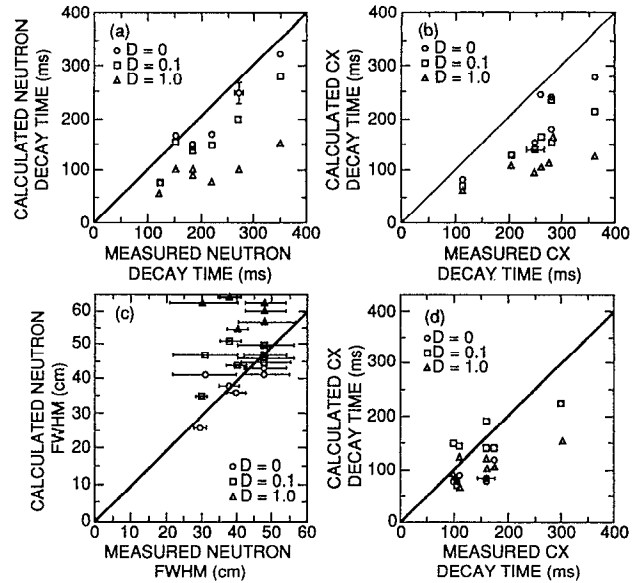 (a)
○ D = 0
□ D = 0.1
△ D = 1.0
CALCULATED NEUTRON
DECAY TIME (ms)
400
300
200
100
0
0 100 200 300 400
MEASURED NEUTRON
DECAY TIME (ms)
(b)
○ D = 0
□ D = 0.1
△ D = 1.0
CALCULATED CX
DECAY TIME (ms)
400
300
200
100
0
0 100 200 300 400
MEASURED CX
DECAY TIME (ms)
(c)
○ D = 0
□ D = 0.1
△ D = 1.0
CALCULATED NEUTRON
FWHM (cm)
60
50
40
30
20
10
0
0 10 20 30 40 50 60
MEASURED NEUTRON
FWHM (cm)
(d)
○ D = 0
□ D = 0.1
△ D = 1.0
CALCULATED CX
DECAY TIME (ms)
400
300
200
100
0
0 100 200 300 400
MEASURED CX
DECAY TIME (ms)